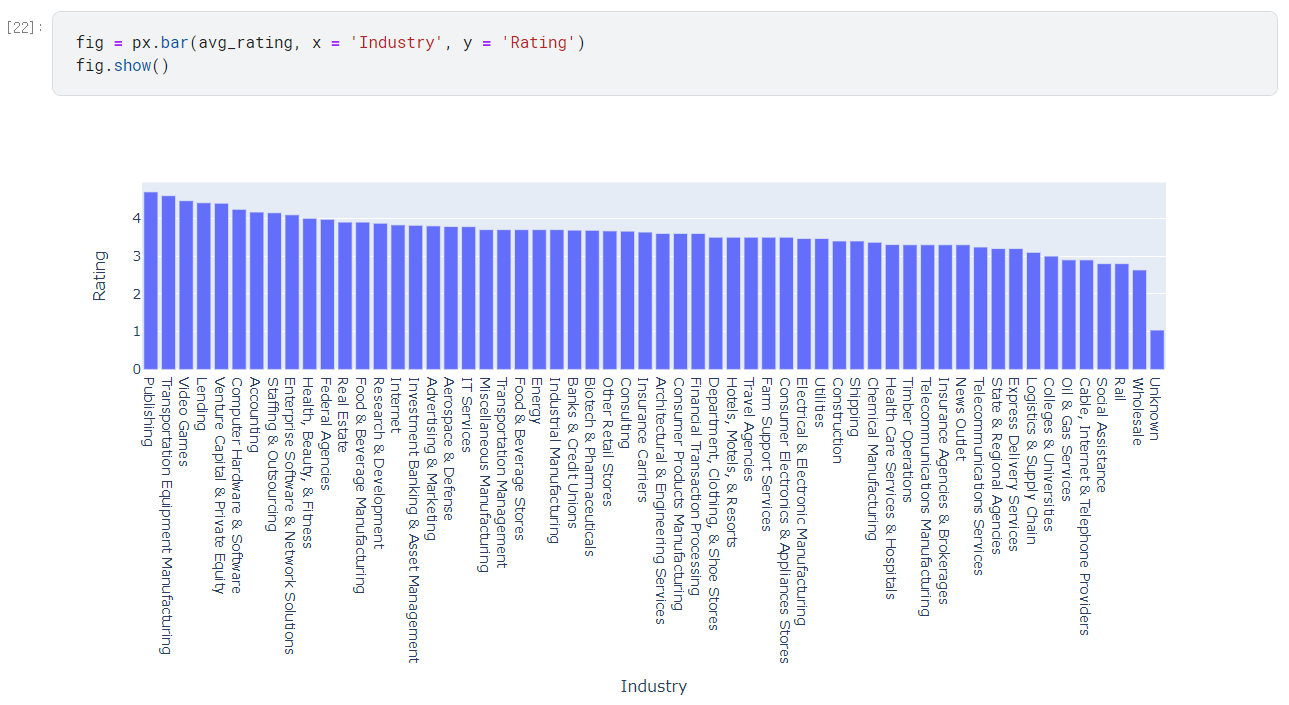 [22]:
fig = px.bar(avg_rating, x = 'Industry', y = 'Rating')
fig.show()
Rating
4
3
2
1
0
Publishing
Transportation Equipment Manufacturing
Video Games
Lending
Venture Capital & Private Equity
Computer Hardware & Software
Accounting
Staffing & Outsourcing
Enterprise Software & Network Solutions
Health, Beauty, & Fitness
Federal Agencies
Real Estate
Food & Beverage Manufacturing
Research & Development
Internet
Investment Banking & Asset Management
Advertising & Marketing
Aerospace & Defense
IT Services
Miscellaneous Manufacturing
Transportation Management
Food & Beverage Stores
Energy
Industrial Manufacturing
Banks & Credit Unions
Biotech & Pharmaceuticals
Other Retail Stores
Consulting
Insurance Carriers
Architectural & Engineering Services
Consumer Products Manufacturing
Financial Transaction Processing
Department, Clothing, & Shoe Stores
Hotels, Motels, & Resorts
Travel Agencies
Farm Support Services
Consumer Electronics & Appliances Stores
Electrical & Electronic Manufacturing
Utilities
Construction
Shipping
Chemical Manufacturing
Health Care Services & Hospitals
Timber Operations
Telecommunications Manufacturing
Insurance Agencies & Brokerages
News Outlet
Telecommunications Services
State & Regional Agencies
Express Delivery Services
Logistics & Supply Chain
Colleges & Universities
Oil & Gas Services
Cable, Internet & Telephone Providers
Social Assistance
Rail
Wholesale
Unknown
Industry